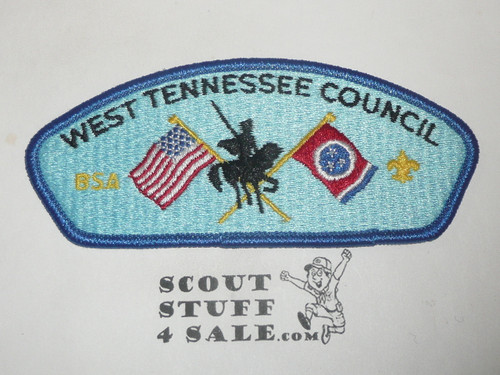 WEST TENNESSEE COUNCIL
BSA
SCOUT
STUFF
4 SALE.com